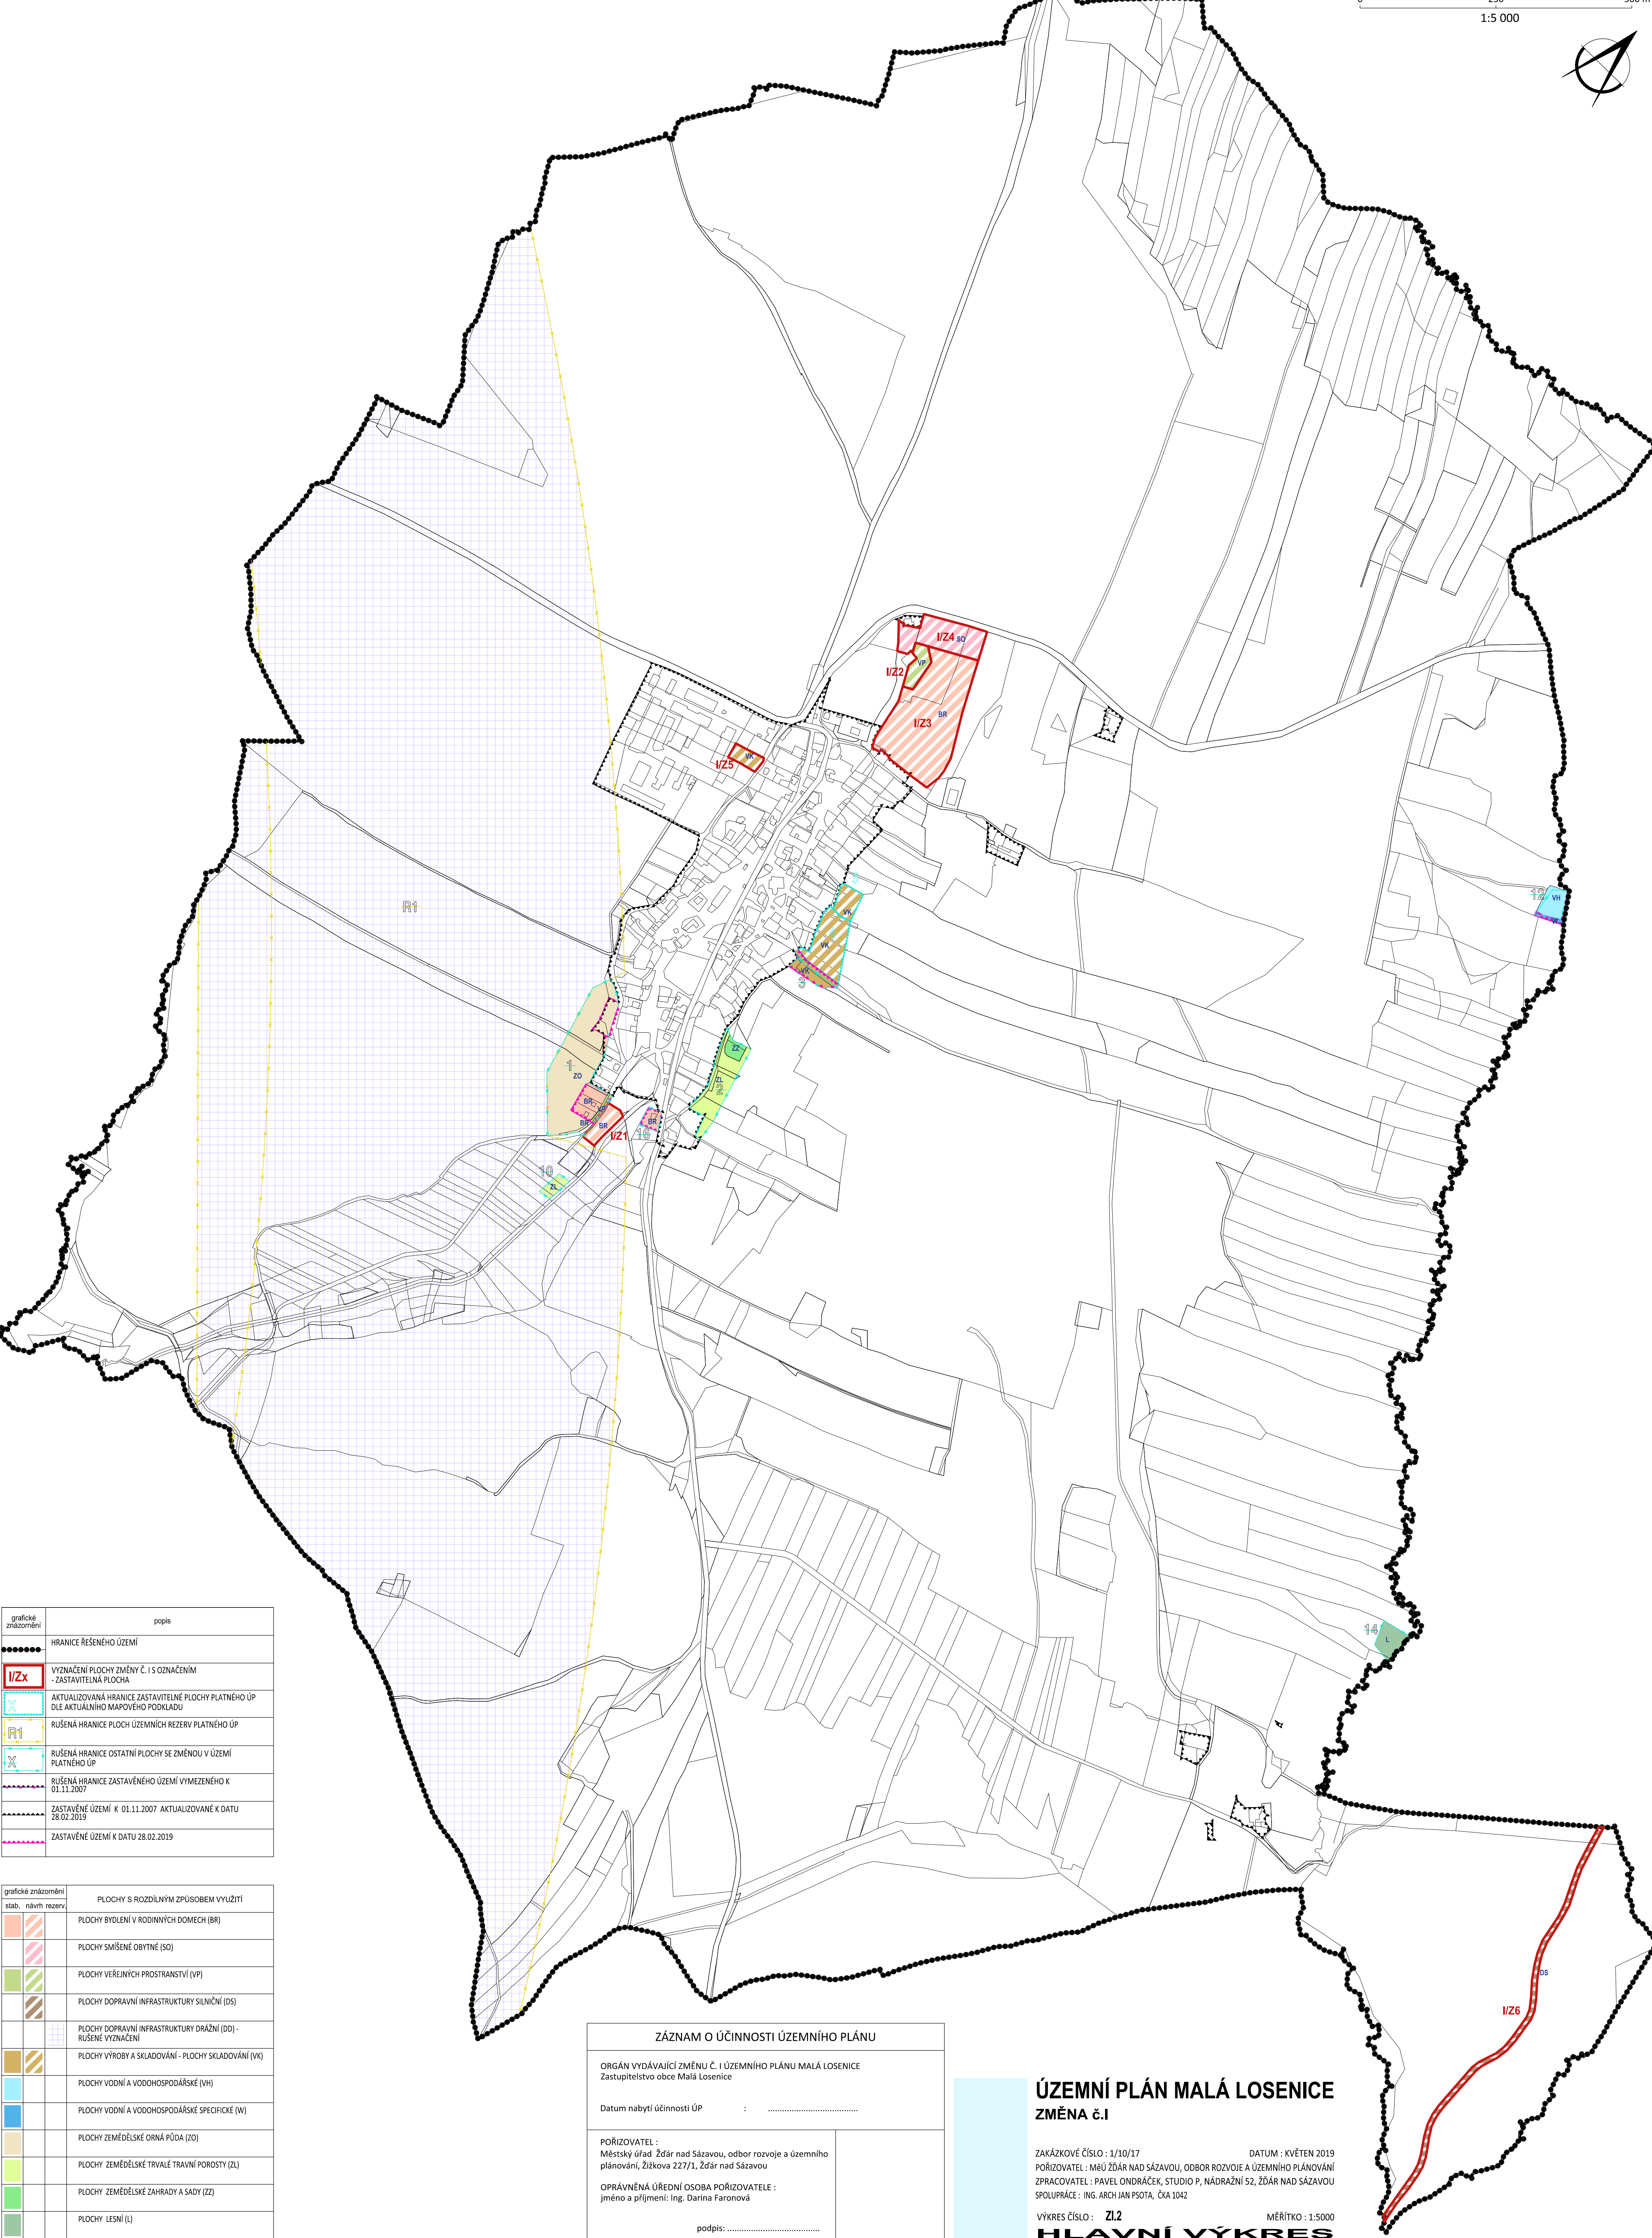 0 250 500 m
1:5 000
I/Z4 SO
VP
I/Z2
BR
I/Z3
VK
I/Z5
R1
VK
VK
VK
3
12
VH
1
ZO
ZZ
ZL
2
BR
VP
BR
BR
I/Z1
16
BR
10
ZL
14
L
DS
I/Z6
grafické
znázornění
popis
HRANICE ŘEŠENÉHO ÚZEMÍ
I/Zx
VYZNAČENÍ PLOCHY ZMĚNY Č. I S OZNAČENÍM
- ZASTAVITELNÁ PLOCHA
X
AKTUALIZOVANÁ HRANICE ZASTAVITELNÉ PLOCHY PLATNÉHO ÚP
DLE AKTUÁLNÍHO MAPOVÉHO PODKLADU
R1
RUŠENÁ HRANICE PLOCH ÚZEMNÍCH REZERV PLATNÉHO ÚP
X
RUŠENÁ HRANICE OSTATNÍ PLOCHY SE ZMĚNOU V ÚZEMÍ
PLATNÉHO ÚP
RUŠENÁ HRANICE ZASTAVĚNÉHO ÚZEMÍ VYMEZENÉHO K
01.11.2007
ZASTAVĚNÉ ÚZEMÍ K 01.11.2007 AKTUALIZOVANÉ K DATU
28.02.2019
ZASTAVĚNÉ ÚZEMÍ K DATU 28.02.2019
grafické znázornění
stab. návrh rezerv.
PLOCHY S ROZDÍLNÝM ZPŮSOBEM VYUŽITÍ
PLOCHY BYDLENÍ V RODINNÝCH DOMECH (BR)
PLOCHY SMÍŠENÉ OBYTNÉ (SO)
PLOCHY VEŘEJNÝCH PROSTRANSTVÍ (VP)
PLOCHY DOPRAVNÍ INFRASTRUKTURY SILNIČNÍ (DS)
PLOCHY DOPRAVNÍ INFRASTRUKTURY DRÁŽNÍ (DD) -
RUŠENÉ VYZNAČENÍ
PLOCHY VÝROBY A SKLADOVÁNÍ - PLOCHY SKLADOVÁNÍ (VK)
PLOCHY VODNÍ A VODOHOSPODÁŘSKÉ (VH)
PLOCHY VODNÍ A VODOHOSPODÁŘSKÉ SPECIFICKÉ (W)
PLOCHY ZEMĚDĚLSKÉ ORNÁ PŮDA (ZO)
PLOCHY ZEMĚDĚLSKÉ TRVALÉ TRAVNÍ POROSTY (ZL)
PLOCHY ZEMĚDĚLSKÉ ZAHRADY A SADY (ZZ)
PLOCHY LESNÍ (L)
ZÁZNAM O ÚČINNOSTI ÚZEMNÍHO PLÁNU
ORGÁN VYDÁVAJÍCÍ ZMĚNU Č. I ÚZEMNÍHO PLÁNU MALÁ LOSENICE
Zastupitelstvo obce Malá Losenice
Datum nabytí účinnosti ÚP : ....................................
POŘIZOVATEL :
Městský úřad Žďár nad Sázavou, odbor rozvoje a územního
plánování, Žižkova 227/1, Žďár nad Sázavou
OPRÁVNĚNÁ ÚŘEDNÍ OSOBA POŘIZOVATELE :
jméno a příjmení: Ing. Darina Faronová
podpis: .....................................
ÚZEMNÍ PLÁN MALÁ LOSENICE
ZMĚNA č.I
ZAKÁZKOVÉ ČÍSLO : 1/10/17 DATUM : KVĚTEN 2019
POŘIZOVATEL : MěÚ ŽĎÁR NAD SÁZAVOU, ODBOR ROZVOJE A ÚZEMNÍHO PLÁNOVÁNÍ
ZPRACOVATEL : PAVEL ONDRÁČEK, STUDIO P, NÁDRAŽNÍ 52, ŽĎÁR NAD SÁZAVOU
SPOLUPRÁCE : ING. ARCH JAN PSOTA, ČKA 1042
VÝKRES ČÍSLO : ZI.2 MĚŘÍTKO : 1:5000
HLAVNÍ VÝKRES